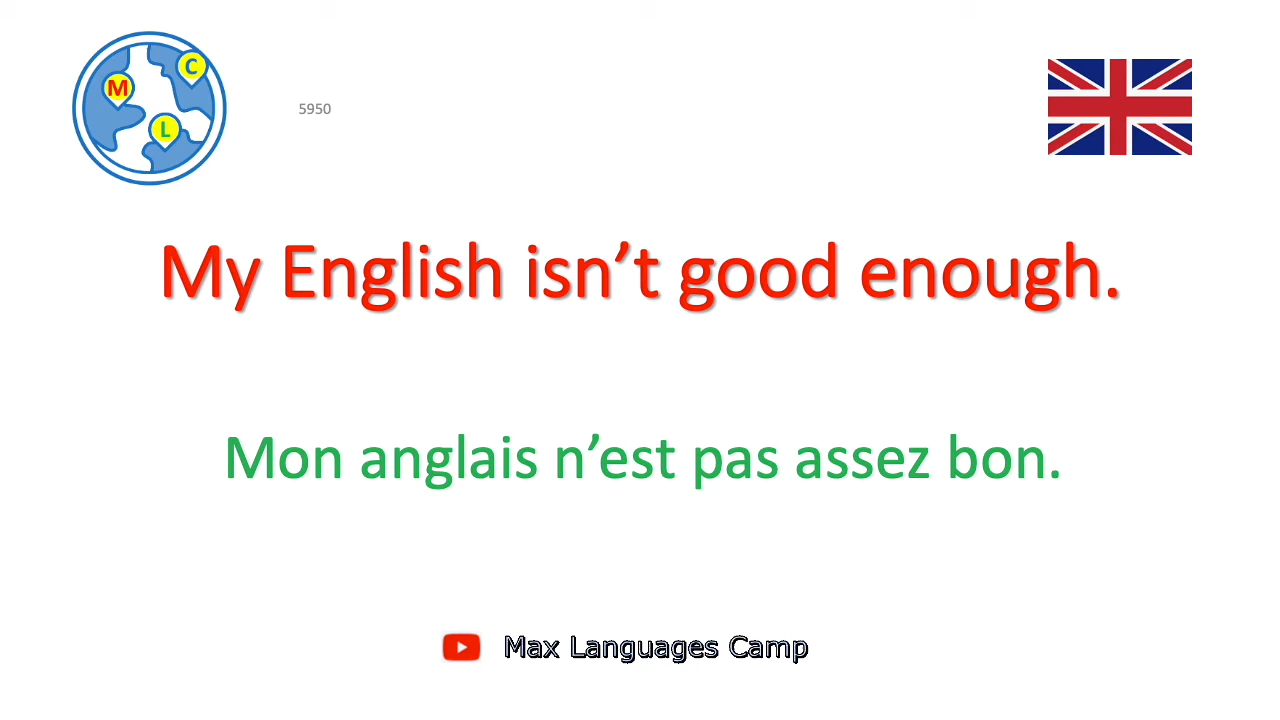 M
C
L
5950
My English isn’t good enough.
Mon anglais n’est pas assez bon.
Max Languages Camp